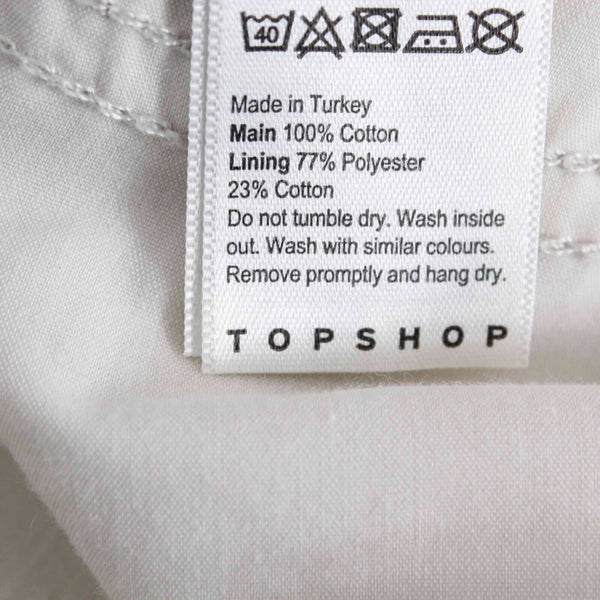 40
Made in Turkey
Main 100% Cotton
Lining 77% Polyester
23% Cotton
Do not tumble dry. Wash inside
out. Wash with similar colours.
Remove promptly and hang dry.
TOPSHOP